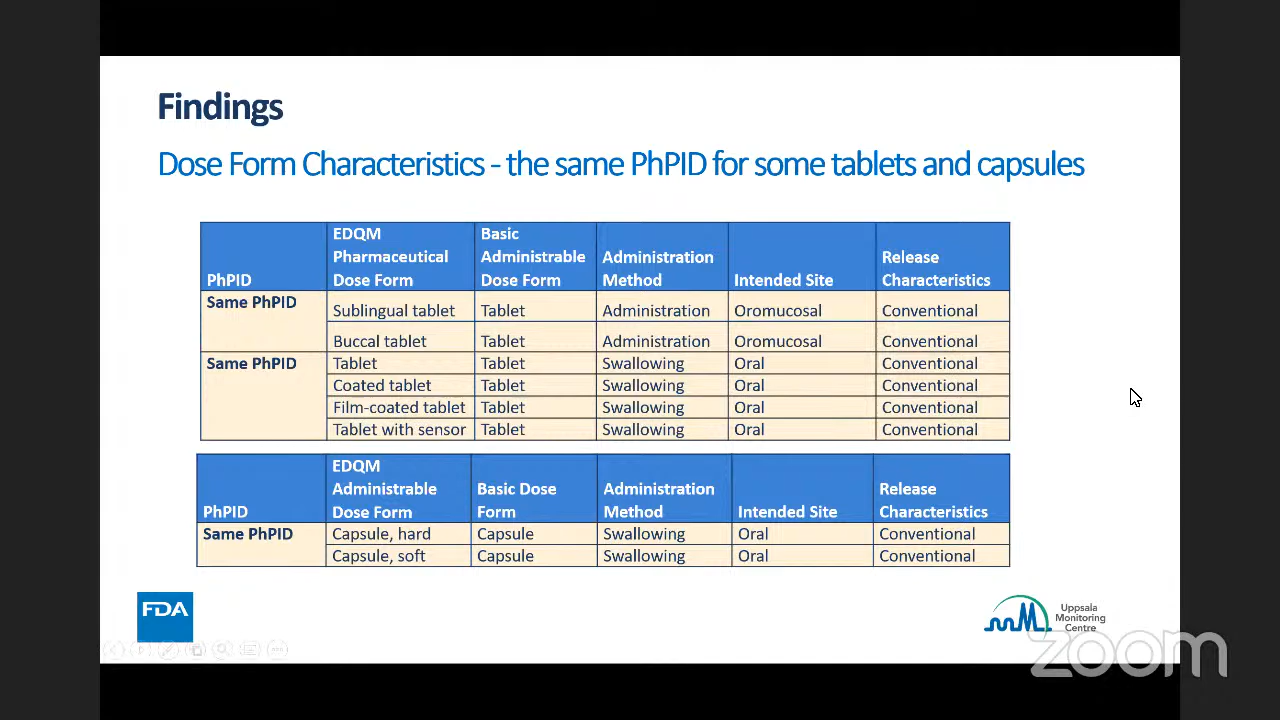 Findings
Dose Form Characteristics - the same PhPID for some tablets and capsules
PhPID EDQM Pharmaceutical Dose Form Basic Administrable Dose Form Administration Method Intended Site Release Characteristics
Same PhPID Sublingual tablet Tablet Administration Oromucosal Conventional
Buccal tablet Tablet Administration Oromucosal Conventional
Same PhPID Tablet Tablet Swallowing Oral Conventional
Coated tablet Tablet Swallowing Oral Conventional
Film-coated tablet Tablet Swallowing Oral Conventional
Tablet with sensor Tablet Swallowing Oral Conventional
PhPID EDQM Administrable Dose Form Basic Dose Form Administration Method Intended Site Release Characteristics
Same PhPID Capsule, hard Capsule Swallowing Oral Conventional
Capsule, soft Capsule Swallowing Oral Conventional
FDA
Uppsala
Monitoring
Centre
zoom